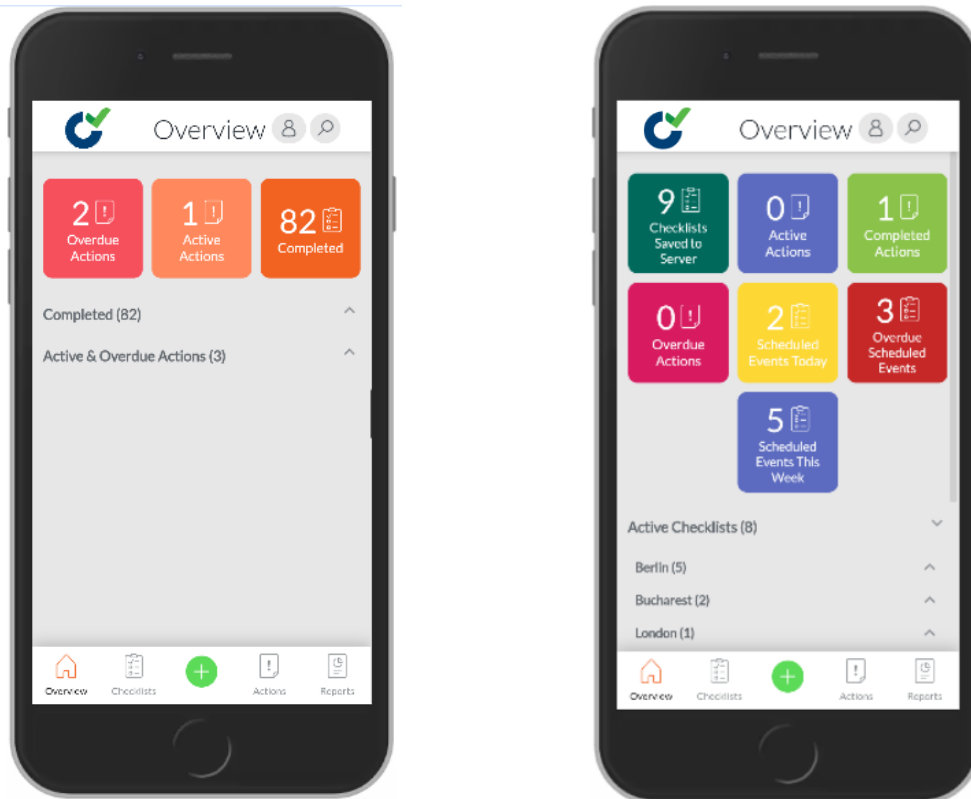 Overview
2
Overdue
Actions
1
Active
Actions
82
Completed
Completed (82)
Active & Overdue Actions (3)
Overview
Checklists
Actions
Reports
Overview
9
Checklists
Saved to
Server
0
Active
Actions
1
Completed
Actions
0
Overdue
Actions
2
Scheduled
Events Today
3
Overdue
Scheduled
Events
5
Scheduled
Events This
Week
Active Checklists (8)
Berlin (5)
Bucharest (2)
London (1)
Overview
Checklists
Actions
Reports